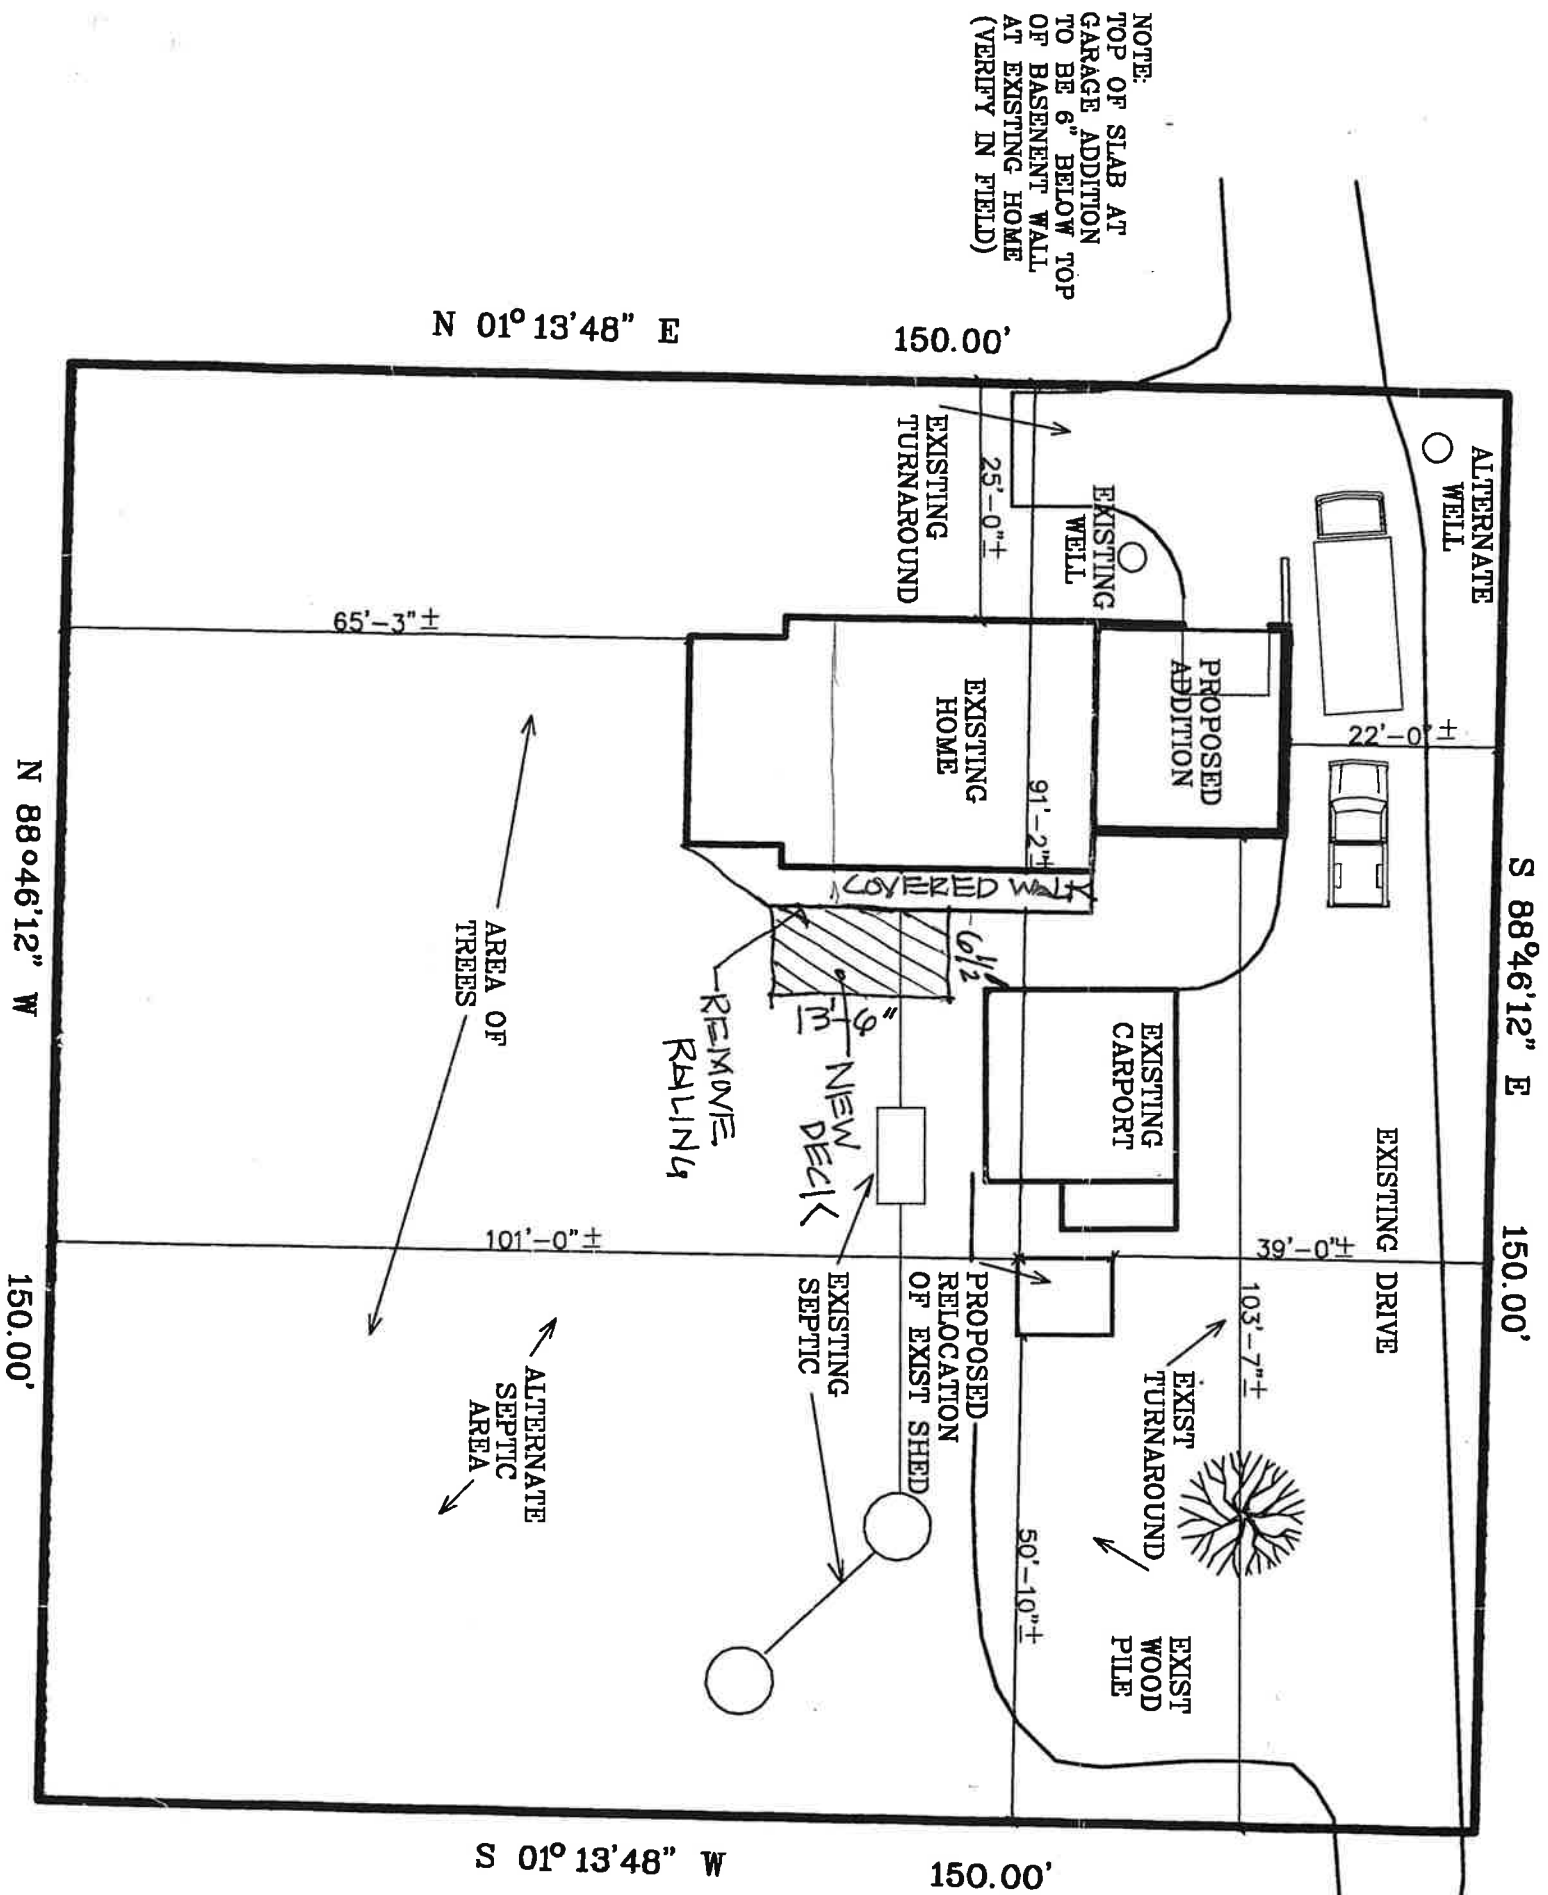 NOTE:
TOP OF SLAB AT
GARAGE ADDITION
TO BE 6" BELOW TOP
OF BASENENT WALL
AT EXISTING HOME
(VERIFY IN FIELD)
S 88°46'12" E
150.00'
ALTERNATE
WELL
EXISTING DRIVE
22'-0"±
39'-0"±
103'-7"±
EXIST
TURNAROUND
EXIST
WOOD
PILE
PROPOSED
ADDITION
EXISTING
CARPORT
EXISTING
WELL
91'-2"±
50'-10"±
25'-0"±
EXISTING
TURNAROUND
N 01°13'48" E
150.00'
EXISTING
HOME
COVERED WALK
6 1/2'
PROPOSED
RELOCATION
OF EXIST SHED
13'-6"
NEW
DECK
EXISTING
SEPTIC
REMOVE
RAILING
65'-3"±
101'-0"±
AREA OF
TREES
ALTERNATE
SEPTIC
AREA
S 01°13'48" W
150.00'
N 88°46'12" W
150.00'